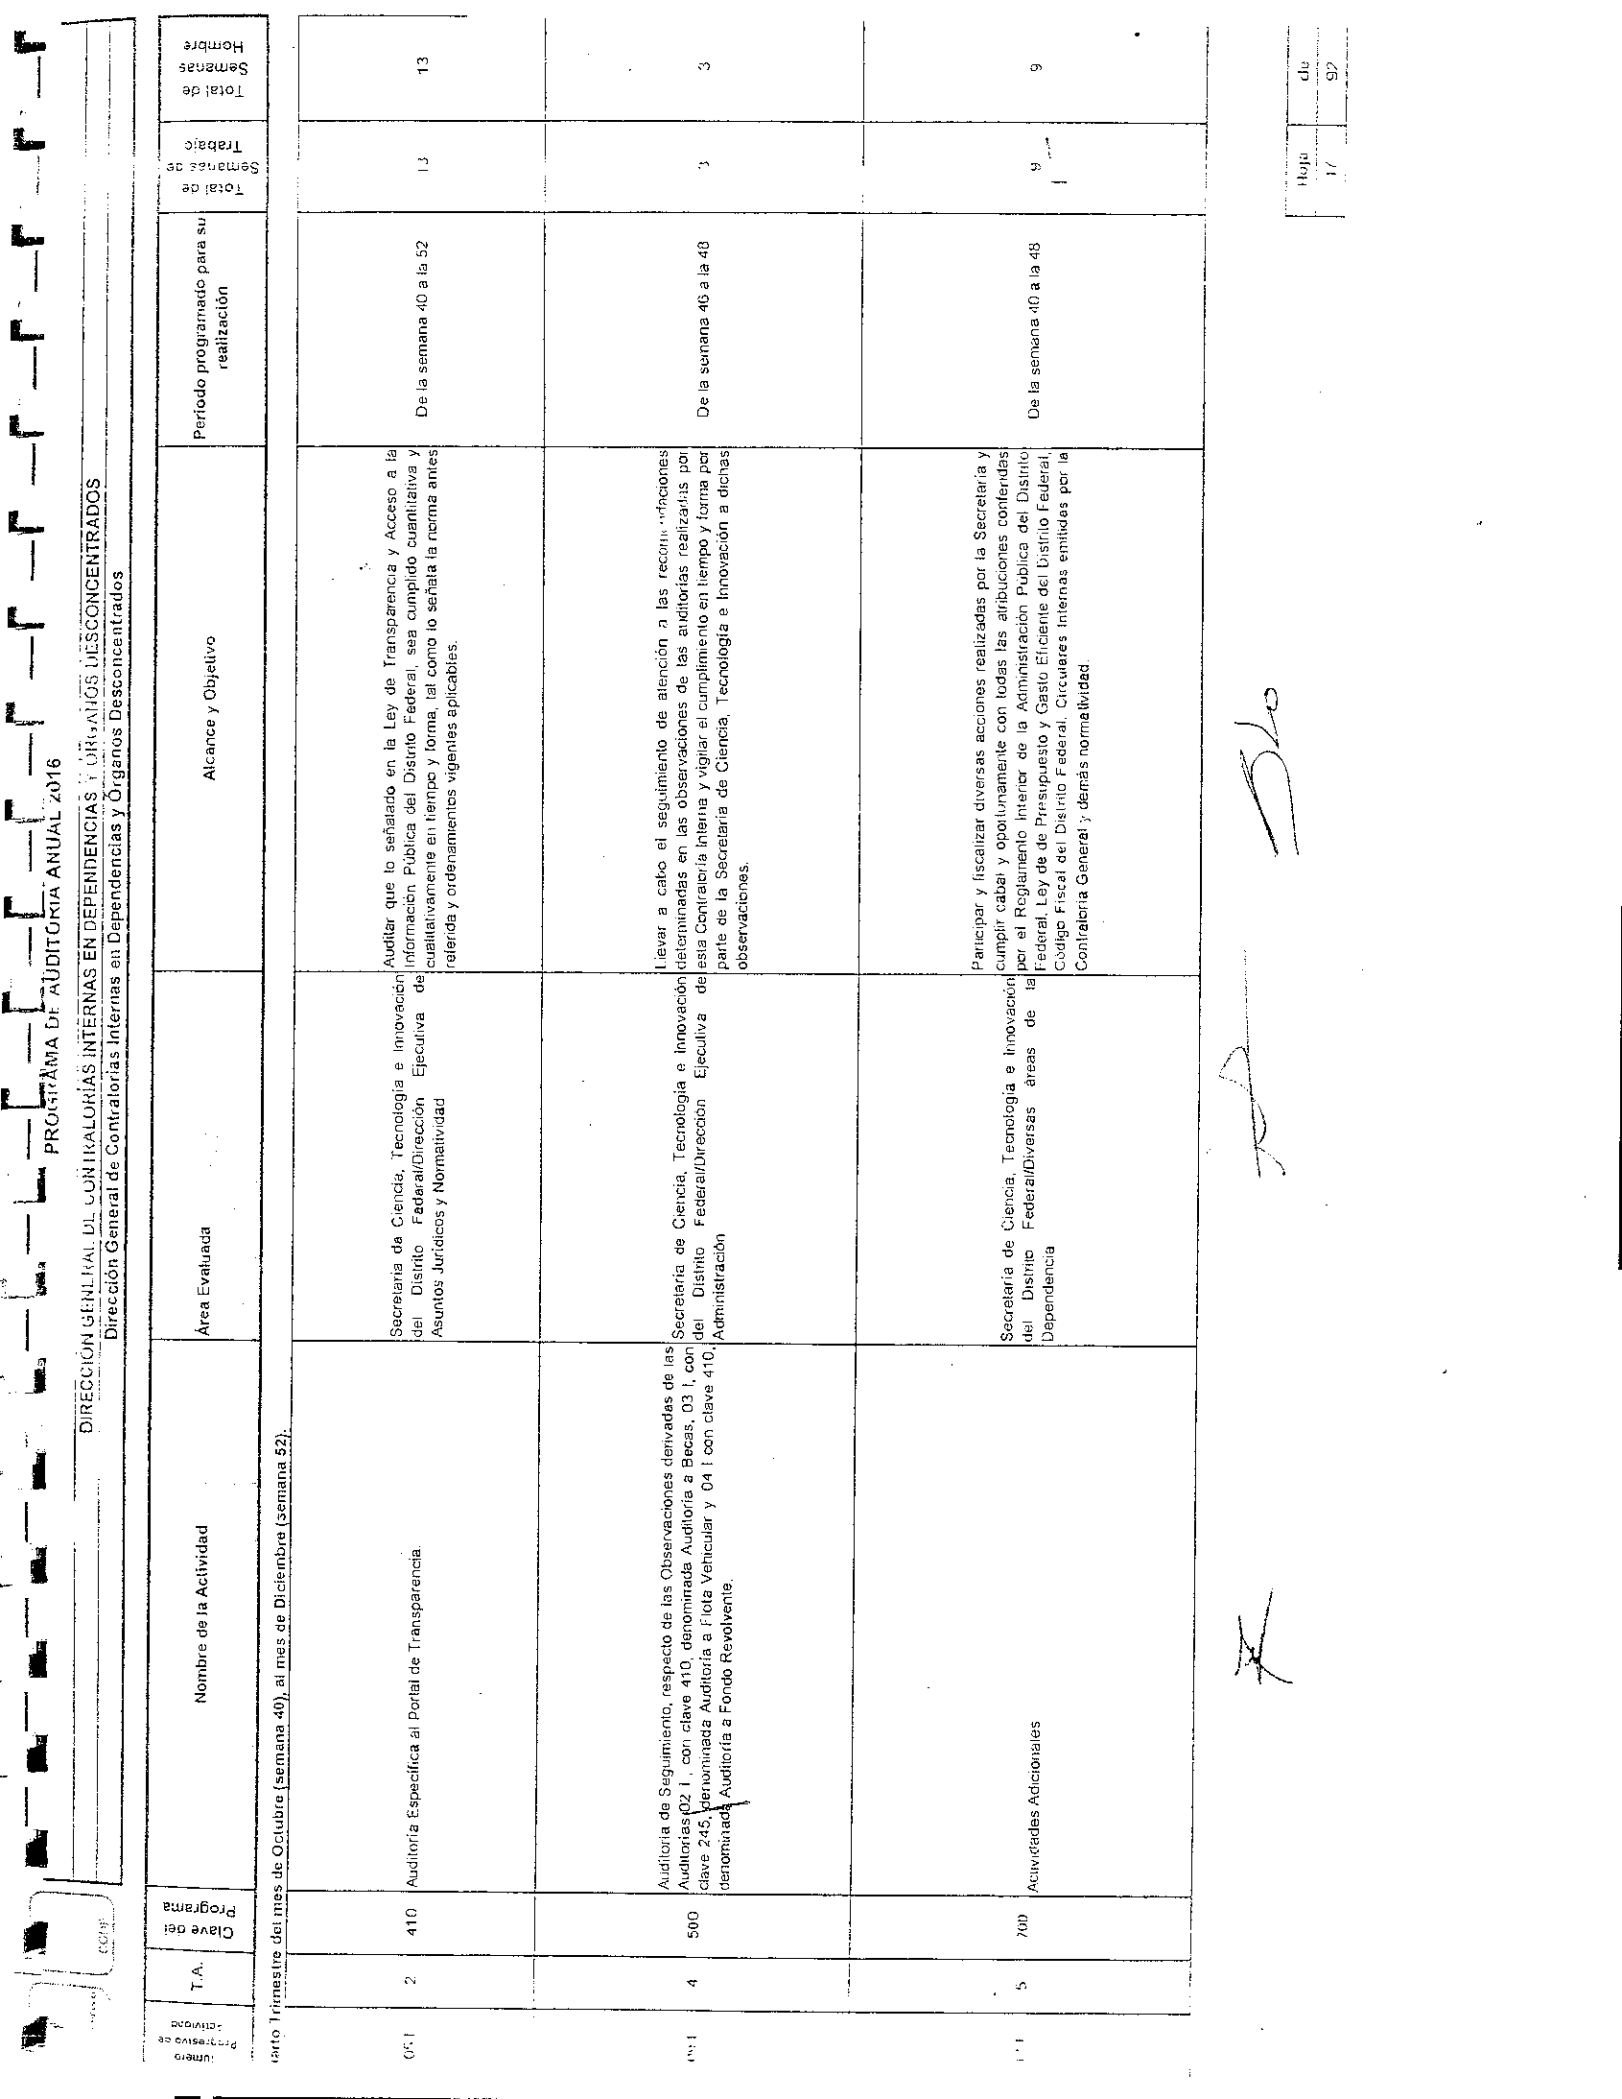 PROGRAMA DE AUDITORIA ANUAL 2016
DIRECCIÓN GENERAL DE CONTRALORÍAS INTERNAS EN DEPENDENCIAS Y ÓRGANOS DESCONCENTRADOS
Dirección General de Contralorías Internas en Dependencias y Órganos Desconcentrados
T.A.
Clave del
Programa
Nombre de la Actividad
Área Evaluada
Alcance y Objetivo
Período programado para su
realización
Total de
Semanas de
Trabajo
Total de
Semanas
Hombre
Trimestre del mes de Octubre (semana 40), al mes de Diciembre (semana 52).
2
410
Auditoría Específica al Portal de Transparencia.
Secretaría da Ciencia, Tecnología e Innovación
del Distrito Fadaral/Dirección Ejecutiva de
Asuntos Jurídicos y Normatividad
Auditar que lo señalado en la Ley de Transparencia y Acceso a la
Información Pública del Distrito Federal, sea cumplido cuantitativa y
cualitativamente en tiempo y forma, tal como lo señala la norma antes
referida y ordenamientos vigentes aplicables.
De la semana 40 a la 52
13
13
4
500
Auditoria de Seguimiento, respecto de las Observaciones derivadas de las
Auditorias 02 I , con clave 410, denominada Auditoría a Becas, 03 I, con
clave 245, denominada Auditoría a Flota Vehicular y 04 I con clave 410,
denominada Auditoría a Fondo Revolvente.
Secretaría de Ciencia, Tecnología e Innovación
del Distrito Federal/Dirección Ejecutiva de
Administración
Llevar a cabo el seguimiento de atención a las
determinadas en las observaciones de las auditorías realizadas por
esta Contraloría Interna y vigilar el cumplimiento en tiempo y forma por
parte de la Secretaría de Ciencia, Tecnología e Innovación a dichas
observaciones.
De la semana 46 a la 48
3
3
5
700
Actividades Adicionales
Secretaría de Ciencia, Tecnología e Innovación
del Distrito Federal/Diversas áreas de la
Dependencia
Participar y fiscalizar diversas acciones realizadas por la Secretaría y
cumplir cabal y oportunamente con todas las atribuciones conferidas
por el Reglamento Interior de la Administración Pública del Distrito
Federal, Ley de de Presupuesto y Gasto Eficiente del Distrito Federal,
Código Fiscal del Distrito Federal, Circulares Internas emitidas por la
Contraloría General y demás normatividad.
De la semana 40 a la 48
9
9
Hoja de
17 92